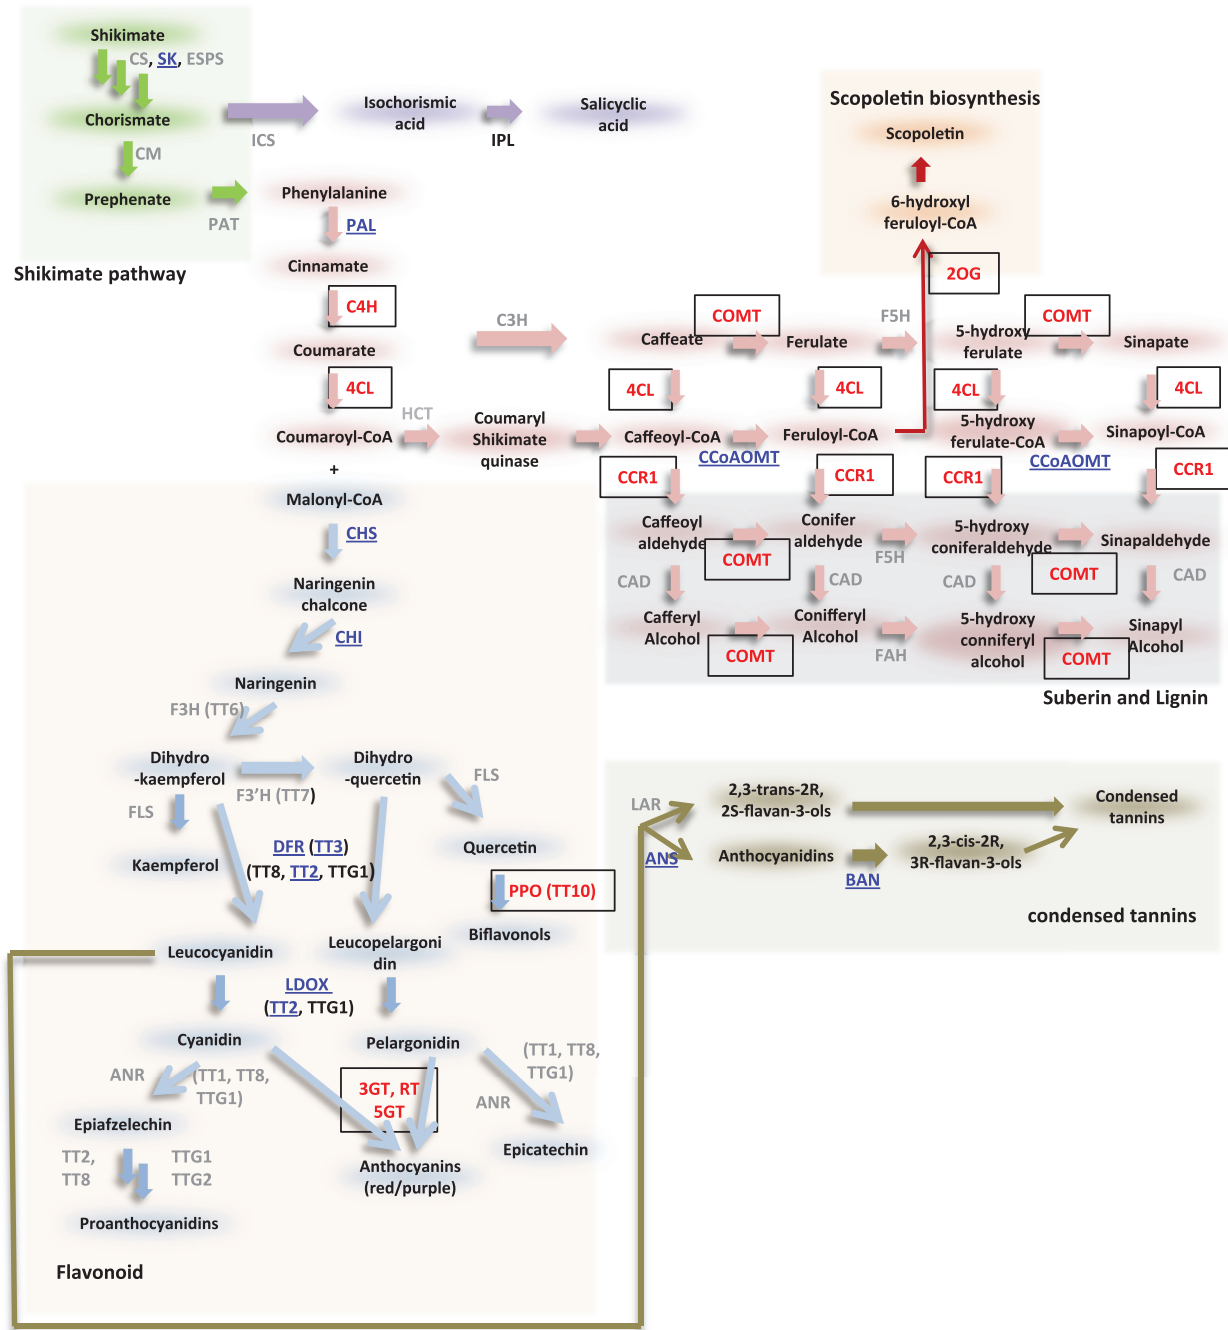 Shikimate
CS, SK, ESPS
Chorismate
CM
Prephenate
PAT
Shikimate pathway
ICS
Isochorismic
acid
IPL
Salicyclic
acid
Phenylalanine
PAL
Cinnamate
C4H
Coumarate
4CL
Coumaroyl-CoA
HCT
C3H
Coumaryl
Shikimate
quinase
Scopoletin biosynthesis
Scopoletin
6-hydroxyl
feruloyl-CoA
2OG
Caffeate
COMT
Ferulate
F5H
5-hydroxy
ferulate
COMT
Sinapate
4CL
4CL
4CL
4CL
Caffeoyl-CoA
CCoAOMT
Feruloyl-CoA
5-hydroxy
ferulate-CoA
CCoAOMT
Sinapoyl-CoA
CCR1
CCR1
CCR1
CCR1
Caffeoyl
aldehyde
COMT
Conifer
aldehyde
F5H
5-hydroxy
coniferaldehyde
COMT
Sinapaldehyde
CAD
CAD
CAD
CAD
Cafferyl
Alcohol
COMT
Conifferyl
Alcohol
FAH
5-hydroxy
conniferyl
alcohol
COMT
Sinapyl
Alcohol
Suberin and Lignin
+
Malonyl-CoA
CHS
Naringenin
chalcone
CHI
Naringenin
F3H (TT6)
Dihydro
-kaempferol
F3'H (TT7)
Dihydro
-quercetin
FLS
FLS
Kaempferol
DFR (TT3)
(TT8, TT2, TTG1)
Quercetin
PPO (TT10)
Biflavonols
Leucocyanidin
Leucopelargoni
din
LDOX
(TT2, TTG1)
Cyanidin
Pelargonidin
ANR
(TT1, TT8,
TTG1)
3GT, RT
5GT
(TT1, TT8,
TTG1)
ANR
Epiafzelechin
Epicatechin
TT2,
TT8
TTG1
TTG2
Anthocyanins
(red/purple)
Proanthocyanidins
Flavonoid
LAR
2,3-trans-2R,
2S-flavan-3-ols
Condensed
tannins
ANS
Anthocyanidins
BAN
2,3-cis-2R,
3R-flavan-3-ols
condensed tannins